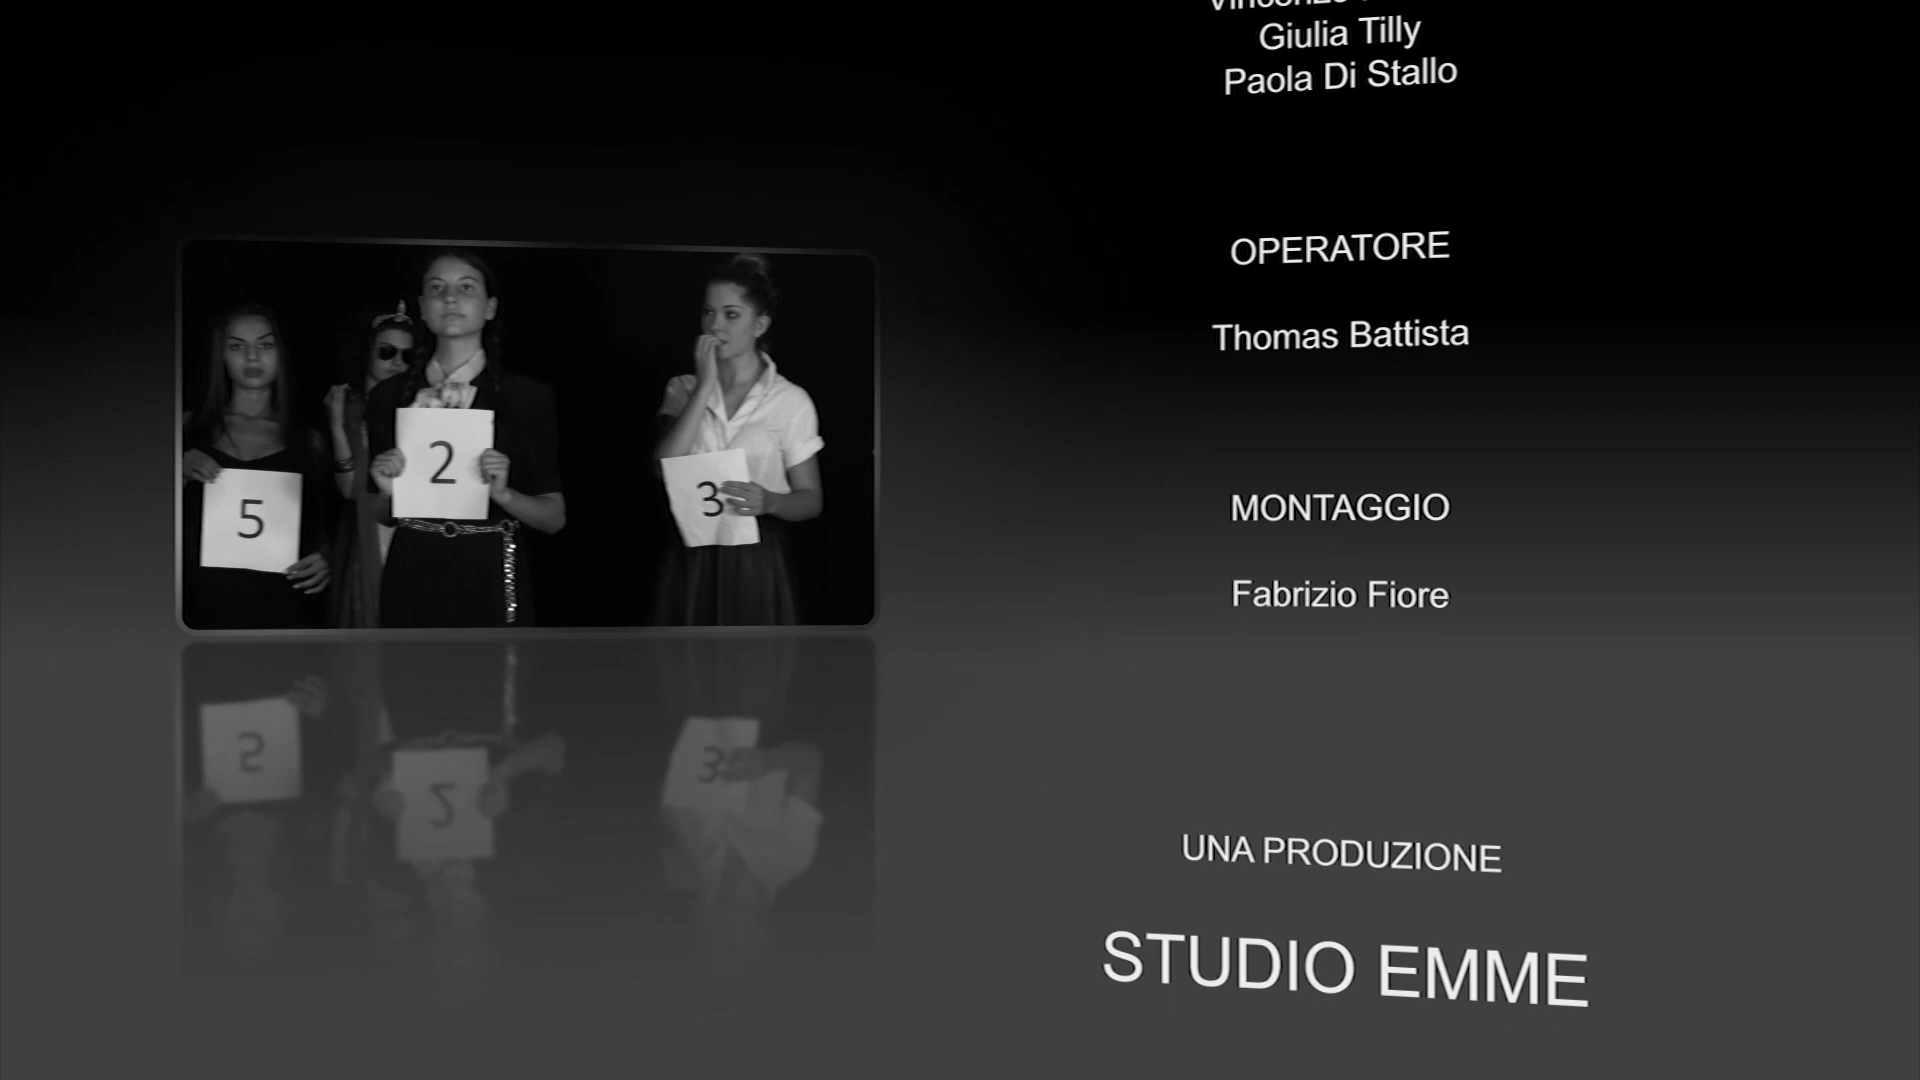 Giulia Tilly
Paola Di Stallo
OPERATORE
Thomas Battista
MONTAGGIO
Fabrizio Fiore
UNA PRODUZIONE
STUDIO EMME
5
2
3